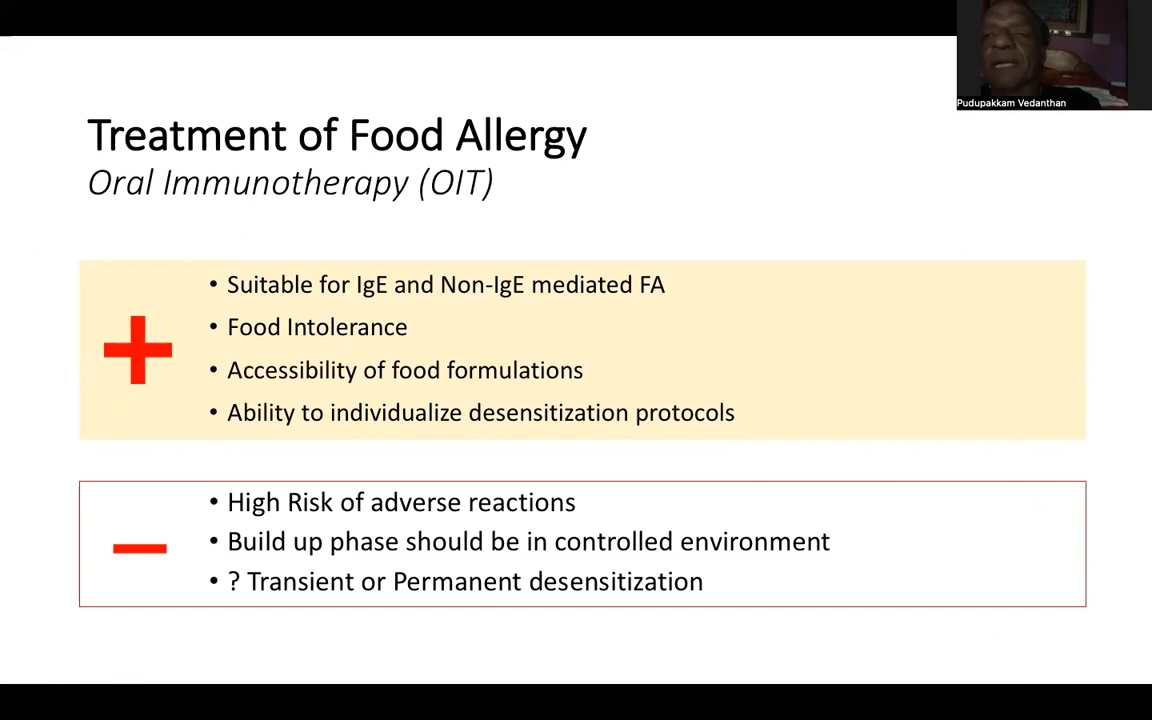 Pudupakkam Vedanthan
Treatment of Food Allergy
Oral Immunotherapy (OIT)
• Suitable for IgE and Non-IgE mediated FA
• Food Intolerance
• Accessibility of food formulations
• Ability to individualize desensitization protocols
• High Risk of adverse reactions
• Build up phase should be in controlled environment
• ? Transient or Permanent desensitization